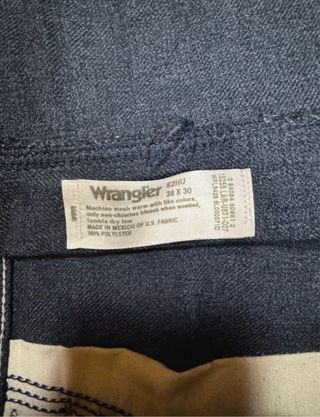 Wrangler
82HU
38 X 30
Machine wash warm with like colors,
only non-chlorine bleach when needed,
tumble dry low
MADE IN MEXICO OF U.S. FABRIC
100% POLYESTER